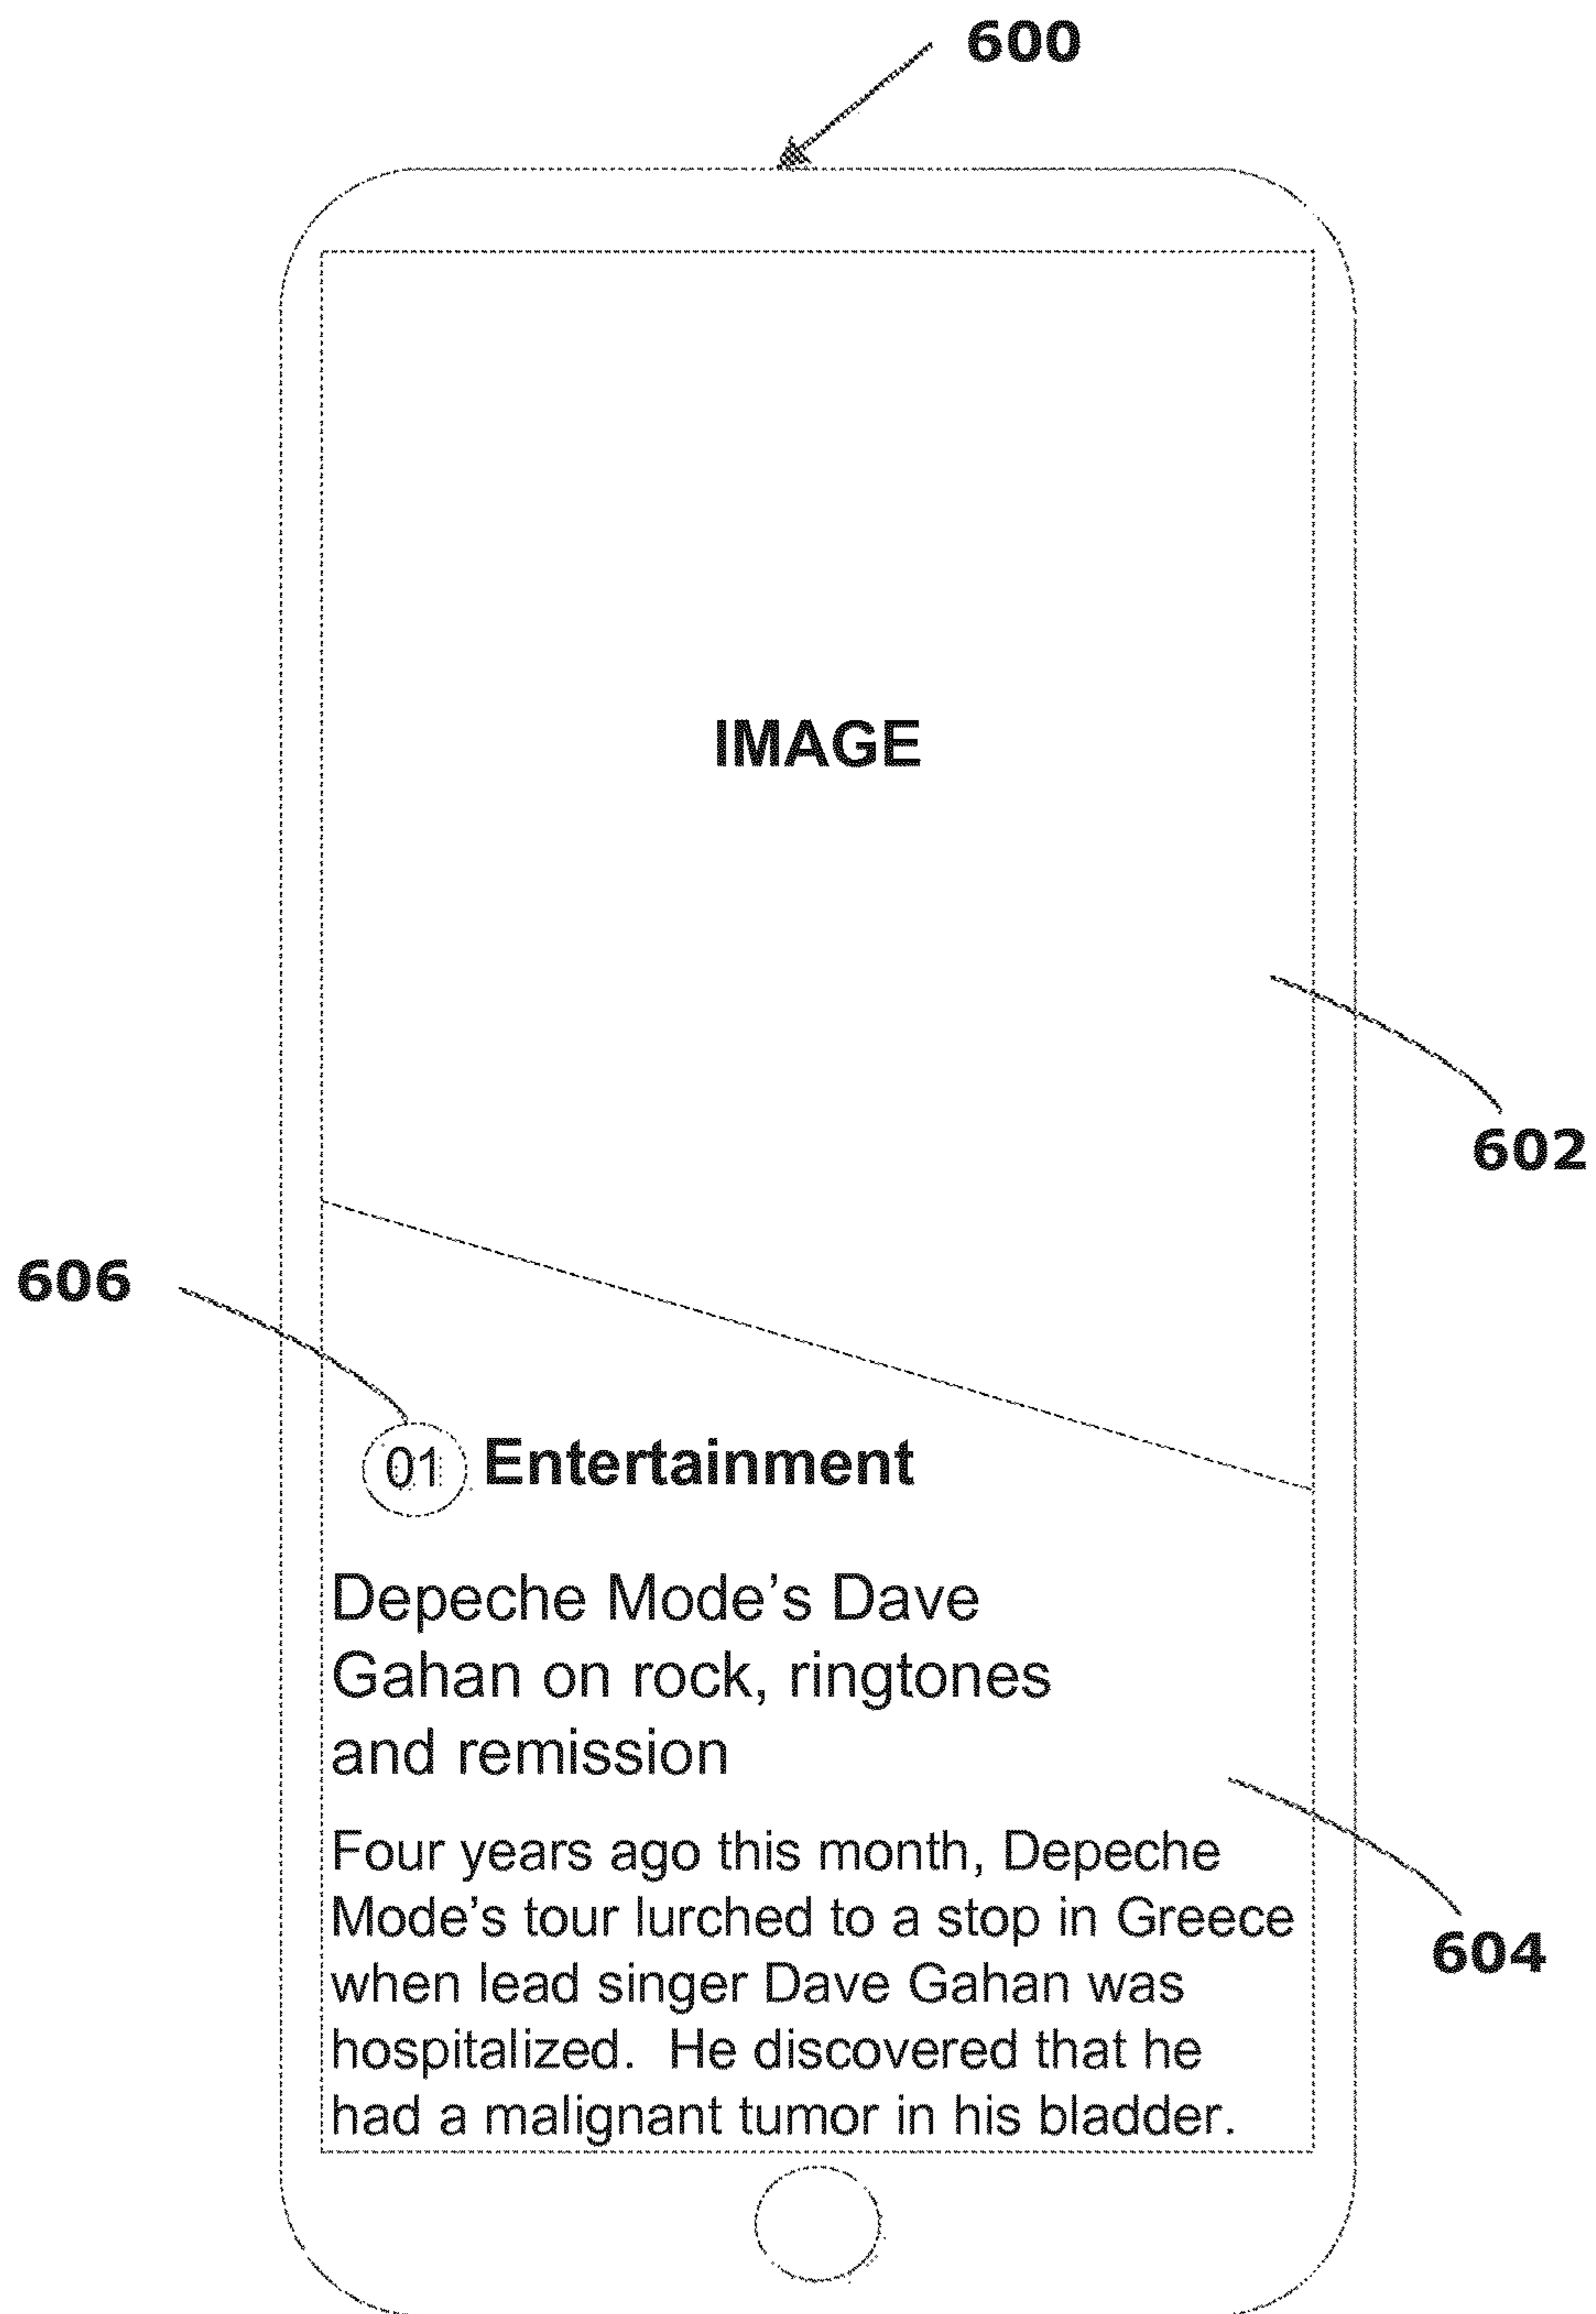 600
IMAGE
602
606
01 Entertainment
Depeche Mode’s Dave
Gahan on rock, ringtones
and remission
Four years ago this month, Depeche
Mode’s tour lurched to a stop in Greece
when lead singer Dave Gahan was
hospitalized.  He discovered that he
had a malignant tumor in his bladder.
604